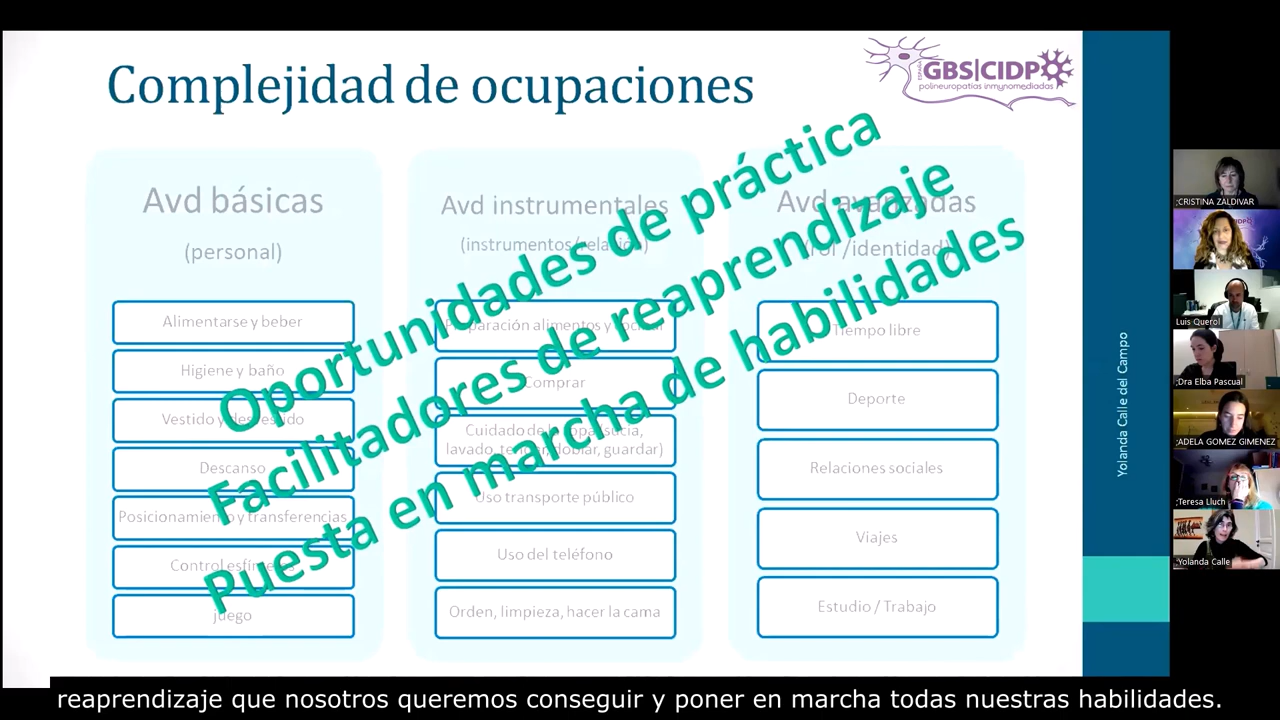 Complejidad de ocupaciones
ESPAÑA
GBS|CIDP
polineuropatías inmunomediadas
Avd básicas
(personal)
Alimentarse y beber
Higiene y baño
Vestido y desvestido
Descanso
Posicionamiento y transferencias
Control esfínteres
Juego
Avd instrumentales
(instrumentos/relación)
Preparación alimentos y cocinar
Comprar
Cuidado de la ropa (sucia,
lavado, tender, doblar, guardar)
Uso transporte público
Uso del teléfono
Orden, limpieza, hacer la cama
Avd avanzadas
(rol /identidad)
Tiempo libre
Deporte
Relaciones sociales
Viajes
Estudio / Trabajo
Oportunidades de práctica
Facilitadores de reaprendizaje
Puesta en marcha de habilidades
Yolanda Calle del Campo
;CRISTINA ZALDIVAR
Luis Querol
;Dra Elba Pascual
;ADELA GOMEZ GIMENEZ
;Teresa Lluch
;Yolanda Calle
reaprendizaje que nosotros queremos conseguir y poner en marcha todas nuestras habilidades.